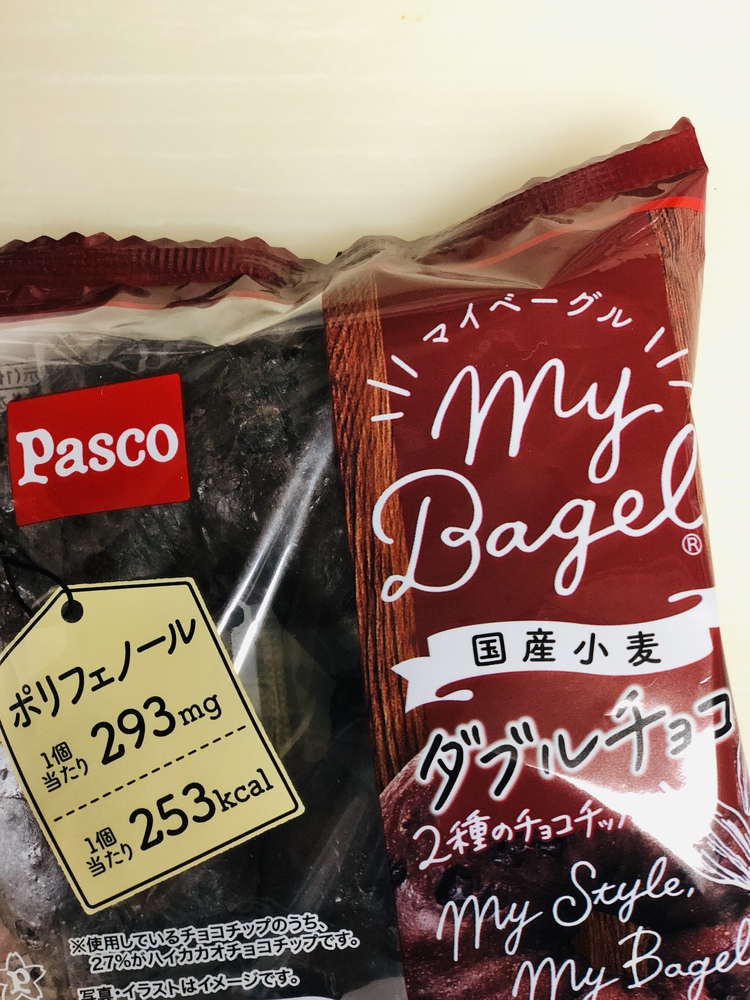 マイベーグル
My
Bagel®
Pasco
国産小麦
ポリフェノール
1個
当たり 293mg
1個
当たり 253kcal
ダブルチョコ
2種のチョコチッ
My Style,
My Bagel
※使用しているチョコチップのうち、
27%がハイカカオチョコチップです。
写真・イラストはイメージです。